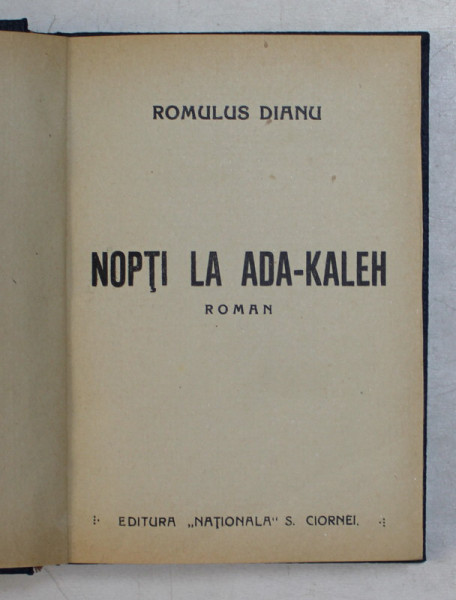 ROMULUS DIANU
NOPŢI LA ADA-KALEH
ROMAN
EDITURA „NAŢIONALA" S. CIORNEI.